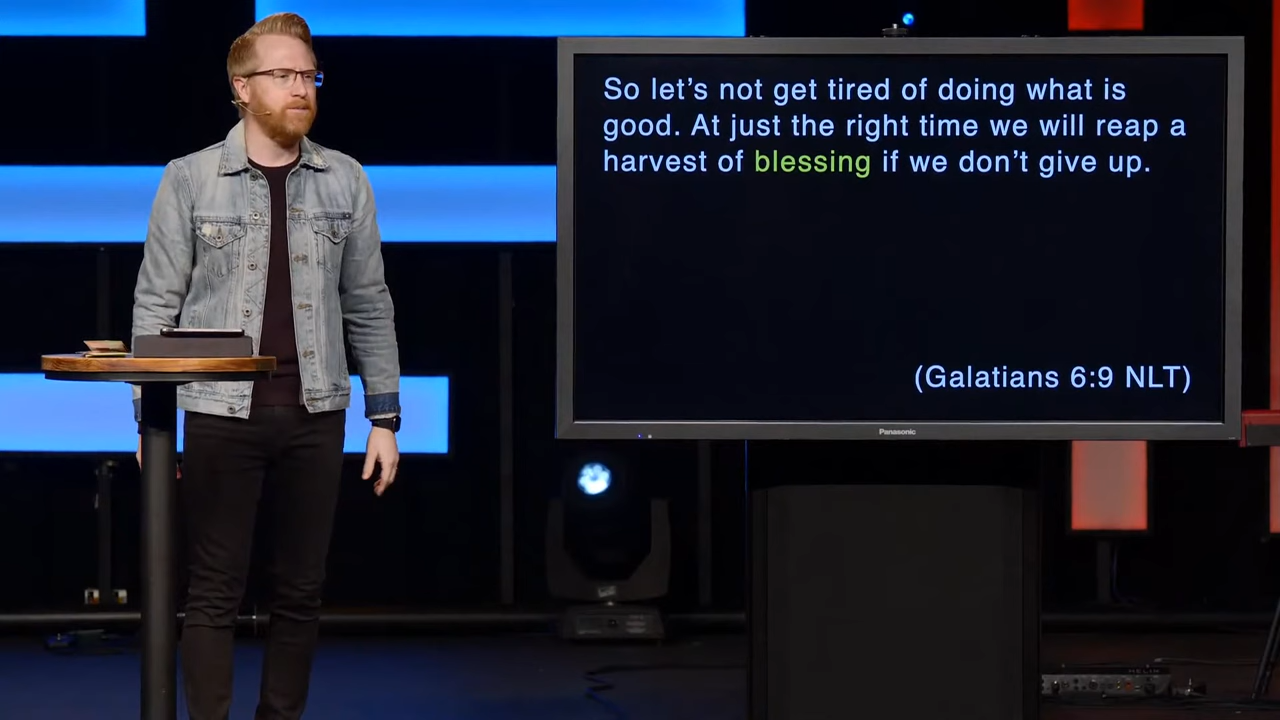 So let's not get tired of doing what is
good. At just the right time we will reap a
harvest of blessing if we don't give up.
(Galatians 6:9 NLT)
Panasonic
HELIX